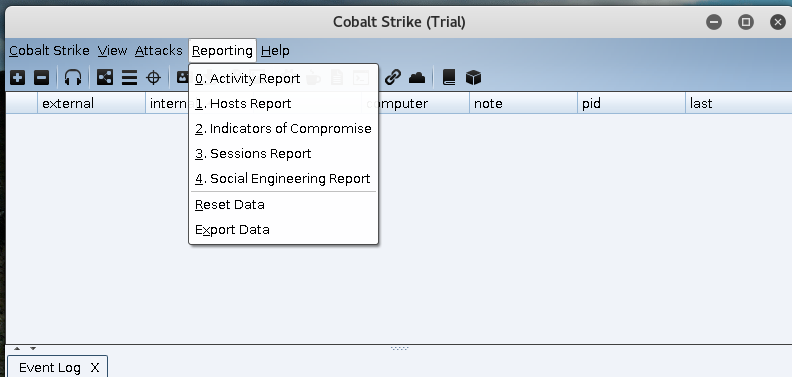 Cobalt Strike (Trial)
Cobalt Strike View Attacks Reporting Help
0. Activity Report
external intern computer note pid last
1. Hosts Report
2. Indicators of Compromise
3. Sessions Report
4. Social Engineering Report
Reset Data
Export Data
Event Log X